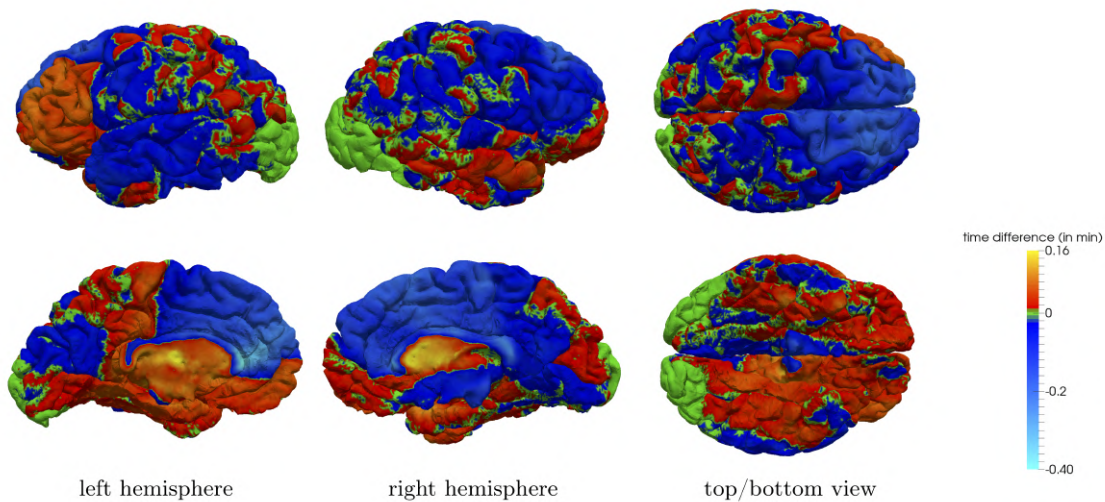 time difference (in min)
0.16
0
-0.2
-0.40
left hemisphere
right hemisphere
top/bottom view